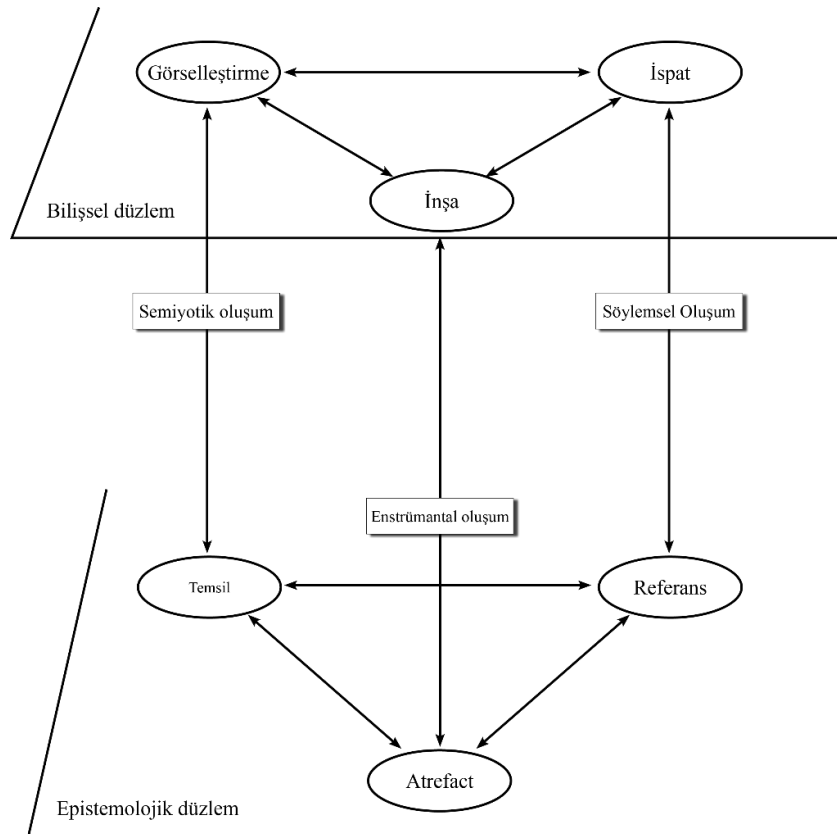 Görselleştirme
İspat
İnşa
Bilişsel düzlem
Semiyotik oluşum
Söylemsel Oluşum
Enstrümantal oluşum
Temsil
Referans
Atrefact
Epistemolojik düzlem